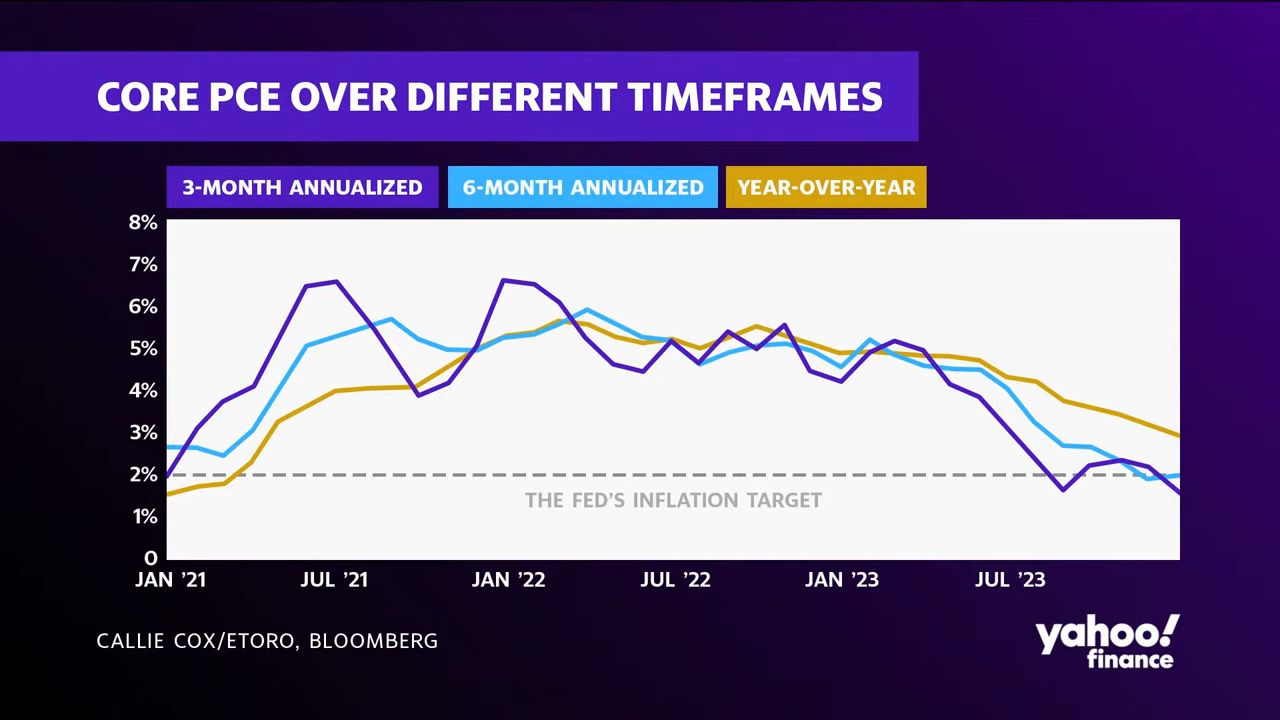 CORE PCE OVER DIFFERENT TIMEFRAMES
3-MONTH ANNUALIZED 6-MONTH ANNUALIZED YEAR-OVER-YEAR
8%
7%
6%
5%
4%
3%
2%
THE FED'S INFLATION TARGET
1%
0
JAN '21 JUL '21 JAN '22 JUL '22 JAN '23 JUL '23
CALLIE COX/ETORO, BLOOMBERG
yahoo!
finance